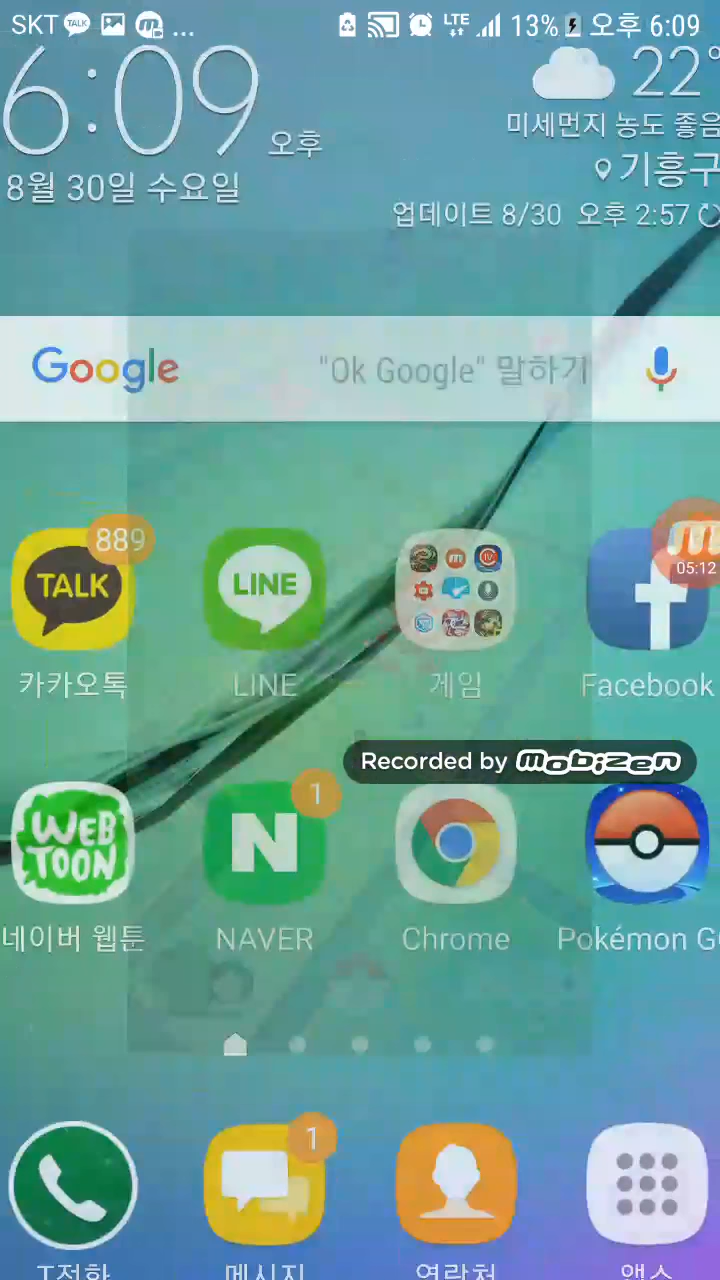 SKT TALK ... LTE 13% 오후 6:09
6:09 오후
22°
미세먼지 농도 좋음
8월 30일 수요일
기흥구
업데이트 8/30 오후 2:57
Google "Ok Google" 말하기
889
TALK
LINE
05:12
카카오톡
LINE
게임
Facebook
Recorded by mobizen
1
WEB TOON
N
네이버 웹툰
NAVER
Chrome
Pokémon G
1
T전화
메시지
연락처
앱스